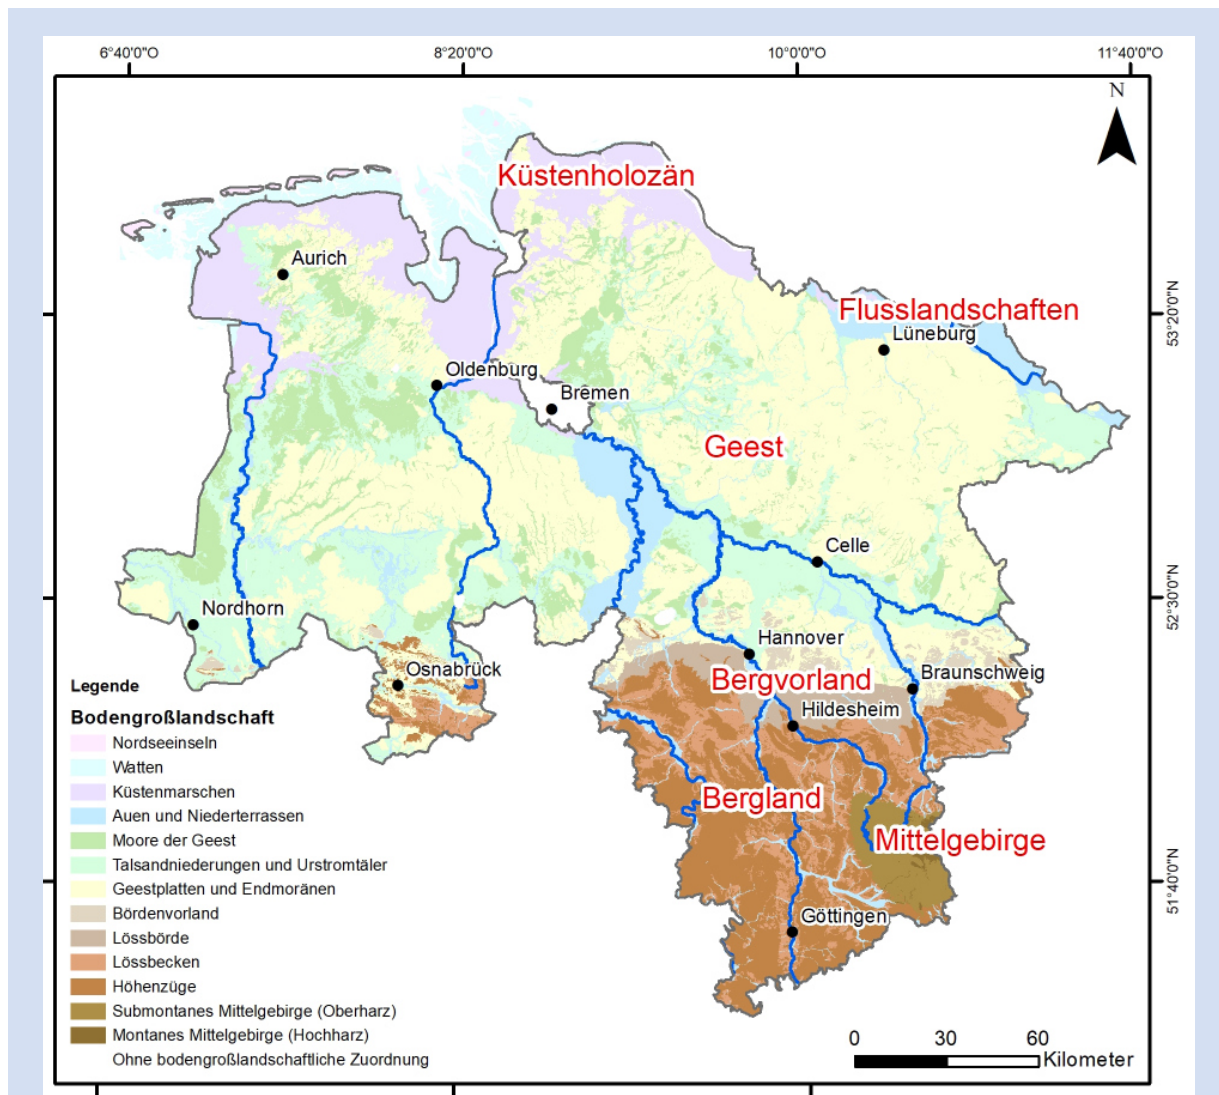 6°40'0"O 8°20'0"O 10°0'0"O 11°40'0"O
N
Küstenholozän
Aurich
53°20'0"N
Flusslandschaften
Lüneburg
Oldenburg
Bremen
Geest
Celle
52°30'0"N
Nordhorn
Hannover
Osnabrück
Bergvorland
Braunschweig
Hildesheim
Bergland
Mittelgebirge
51°40'0"N
Göttingen
Legende
Bodengroßlandschaft
Nordseeinseln
Watten
Küstenmarschen
Auen und Niederterrassen
Moore der Geest
Talsandniederungen und Urstromtäler
Geestplatten und Endmoränen
Bördenvorland
Lössbörde
Lössbecken
Höhenzüge
Submontanes Mittelgebirge (Oberharz)
Montanes Mittelgebirge (Hochharz)
Ohne bodengroßlandschaftliche Zuordnung
0 30 60
Kilometer